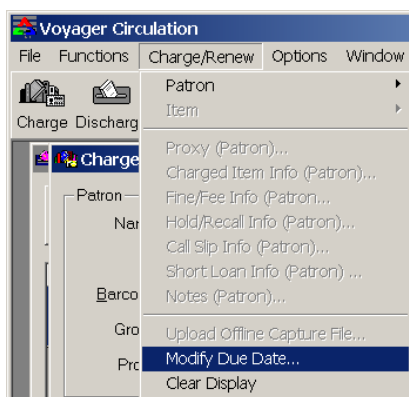 Voyager Circulation
File Functions Charge/Renew Options Window
Charge Discharg
Patron
Item
Proxy (Patron)...
Charged Item Info (Patron)...
Fine/Fee Info (Patron...
Hold/Recall Info (Patron)...
Call Slip Info (Patron)...
Short Loan Info (Patron) ...
Notes (Patron)...
Upload Offline Capture File...
Modify Due Date...
Clear Display
Charge
Patron
Nar
Barco
Gro
Pro